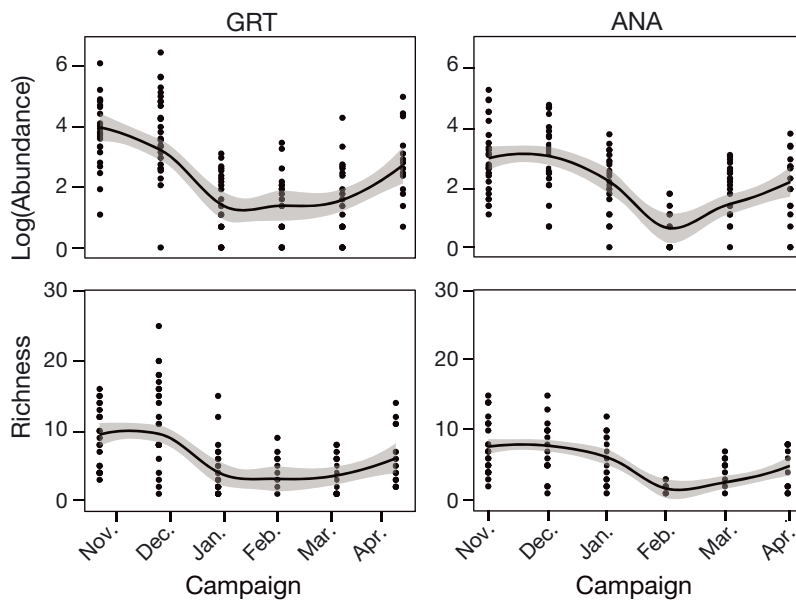 GRT
ANA
Log(Abundance)
6
4
2
0
6
4
2
0
Richness
30
20
10
0
30
20
10
0
Nov. Dec. Jan. Feb. Mar. Apr.
Nov. Dec. Jan. Feb. Mar. Apr.
Campaign
Campaign